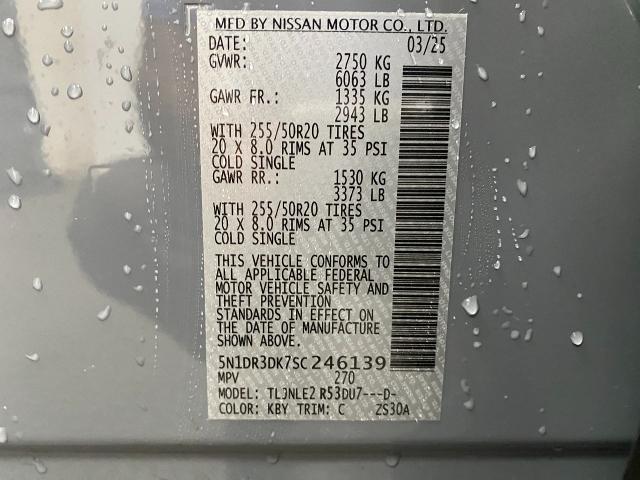 MFD BY NISSAN MOTOR CO., LTD.
DATE: 03/25
GVWR: 2750 KG
6063 LB
GAWR FR.: 1335 KG
2943 LB
WITH 255/50R20 TIRES
20 X 8.0 RIMS AT 35 PSI
COLD SINGLE
GAWR RR.: 1530 KG
3373 LB
WITH 255/50R20 TIRES
20 X 8.0 RIMS AT 35 PSI
COLD SINGLE
THIS VEHICLE CONFORMS TO
ALL APPLICABLE FEDERAL
MOTOR VEHICLE SAFETY AND
THEFT PREVENTION
STANDARDS IN EFFECT ON
THE DATE OF MANUFACTURE
SHOWN ABOVE.
5N1DR3DK7SC246139
MPV 270
MODEL: TL3NLE2 R53DU7---D-
COLOR: KBY TRIM: C ZS30A